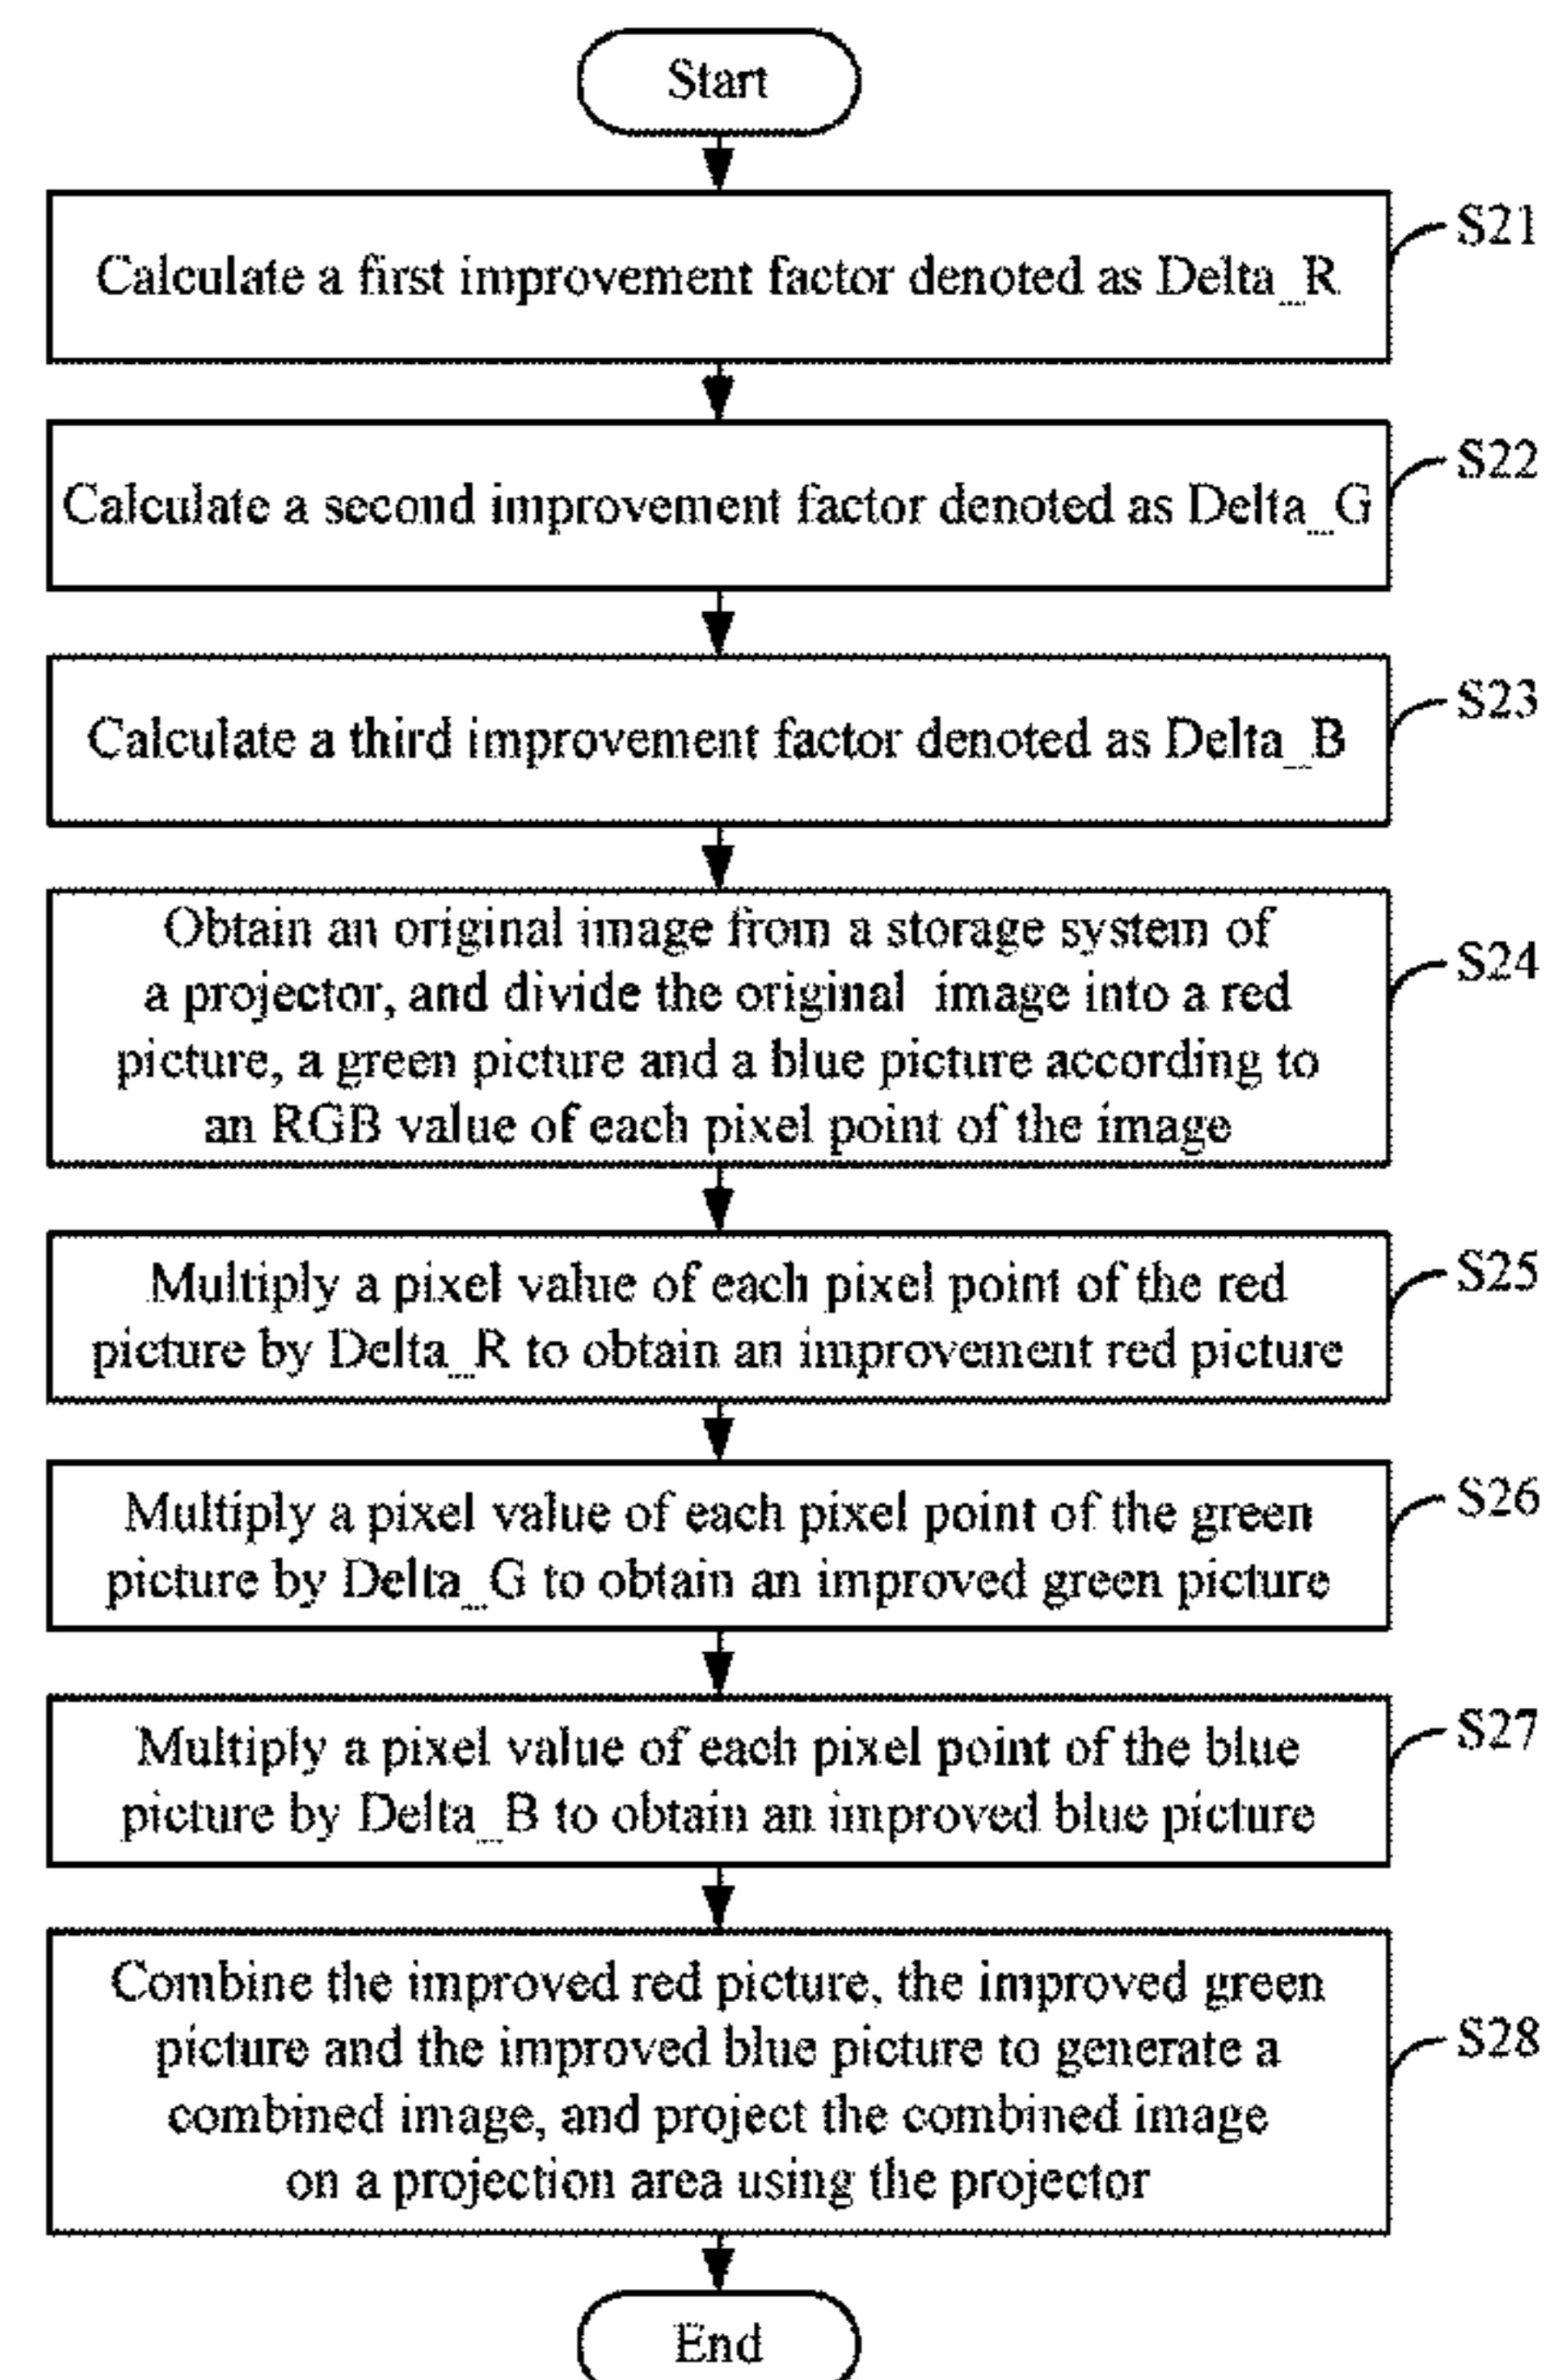 Start
Calculate a first improvement factor denoted as Delta_R
S21
Calculate a second improvement factor denoted as Delta_G
S22
Calculate a third improvement factor denoted as Delta_B
S23
Obtain an original image from a storage system of
a projector, and divide the original image into a red
picture, a green picture and a blue picture according to
an RGB value of each pixel point of the image
S24
Multiply a pixel value of each pixel point of the red
picture by Delta_R to obtain an improvement red picture
S25
Multiply a pixel value of each pixel point of the green
picture by Delta_G to obtain an improved green picture
S26
Multiply a pixel value of each pixel point of the blue
picture by Delta_B to obtain an improved blue picture
S27
Combine the improved red picture, the improved green
picture and the improved blue picture to generate a
combined image, and project the combined image
on a projection area using the projector
S28
End